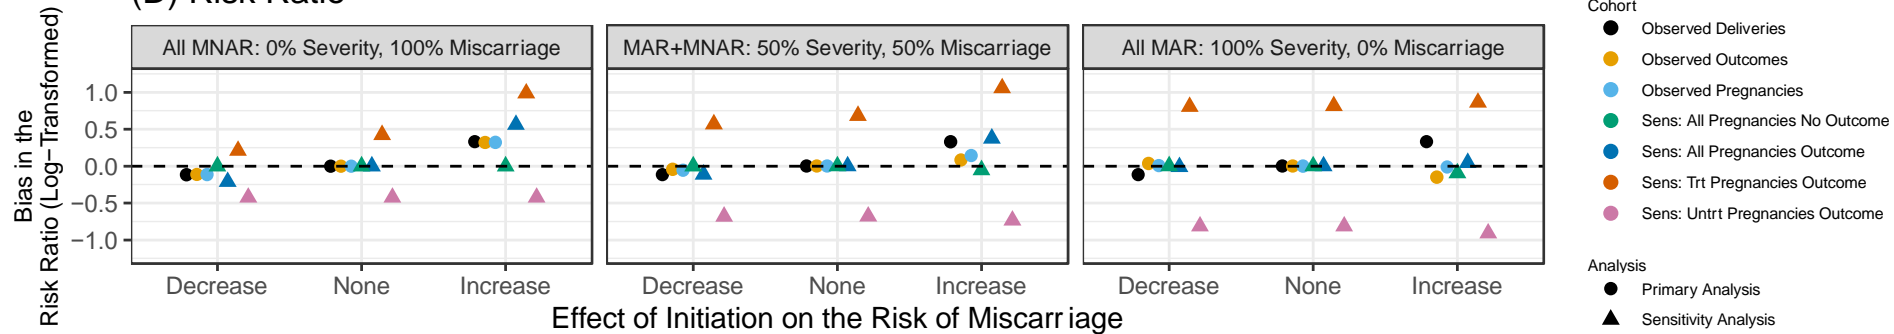 (D) Risk Ratio
All MNAR: 0% Severity, 100% Miscarriage
MAR+MNAR: 50% Severity, 50% Miscarriage
All MAR: 100% Severity, 0% Miscarriage
Bias in the
Risk Ratio (Log−Transformed)
1.0
0.5
0.0
−0.5
−1.0
Decrease None Increase
Decrease None Increase
Decrease None Increase
Effect of Initiation on the Risk of Miscarriage
Cohort
Observed Deliveries
Observed Outcomes
Observed Pregnancies
Sens: All Pregnancies No Outcome
Sens: All Pregnancies Outcome
Sens: Trt Pregnancies Outcome
Sens: Untrt Pregnancies Outcome
Analysis
Primary Analysis
Sensitivity Analysis